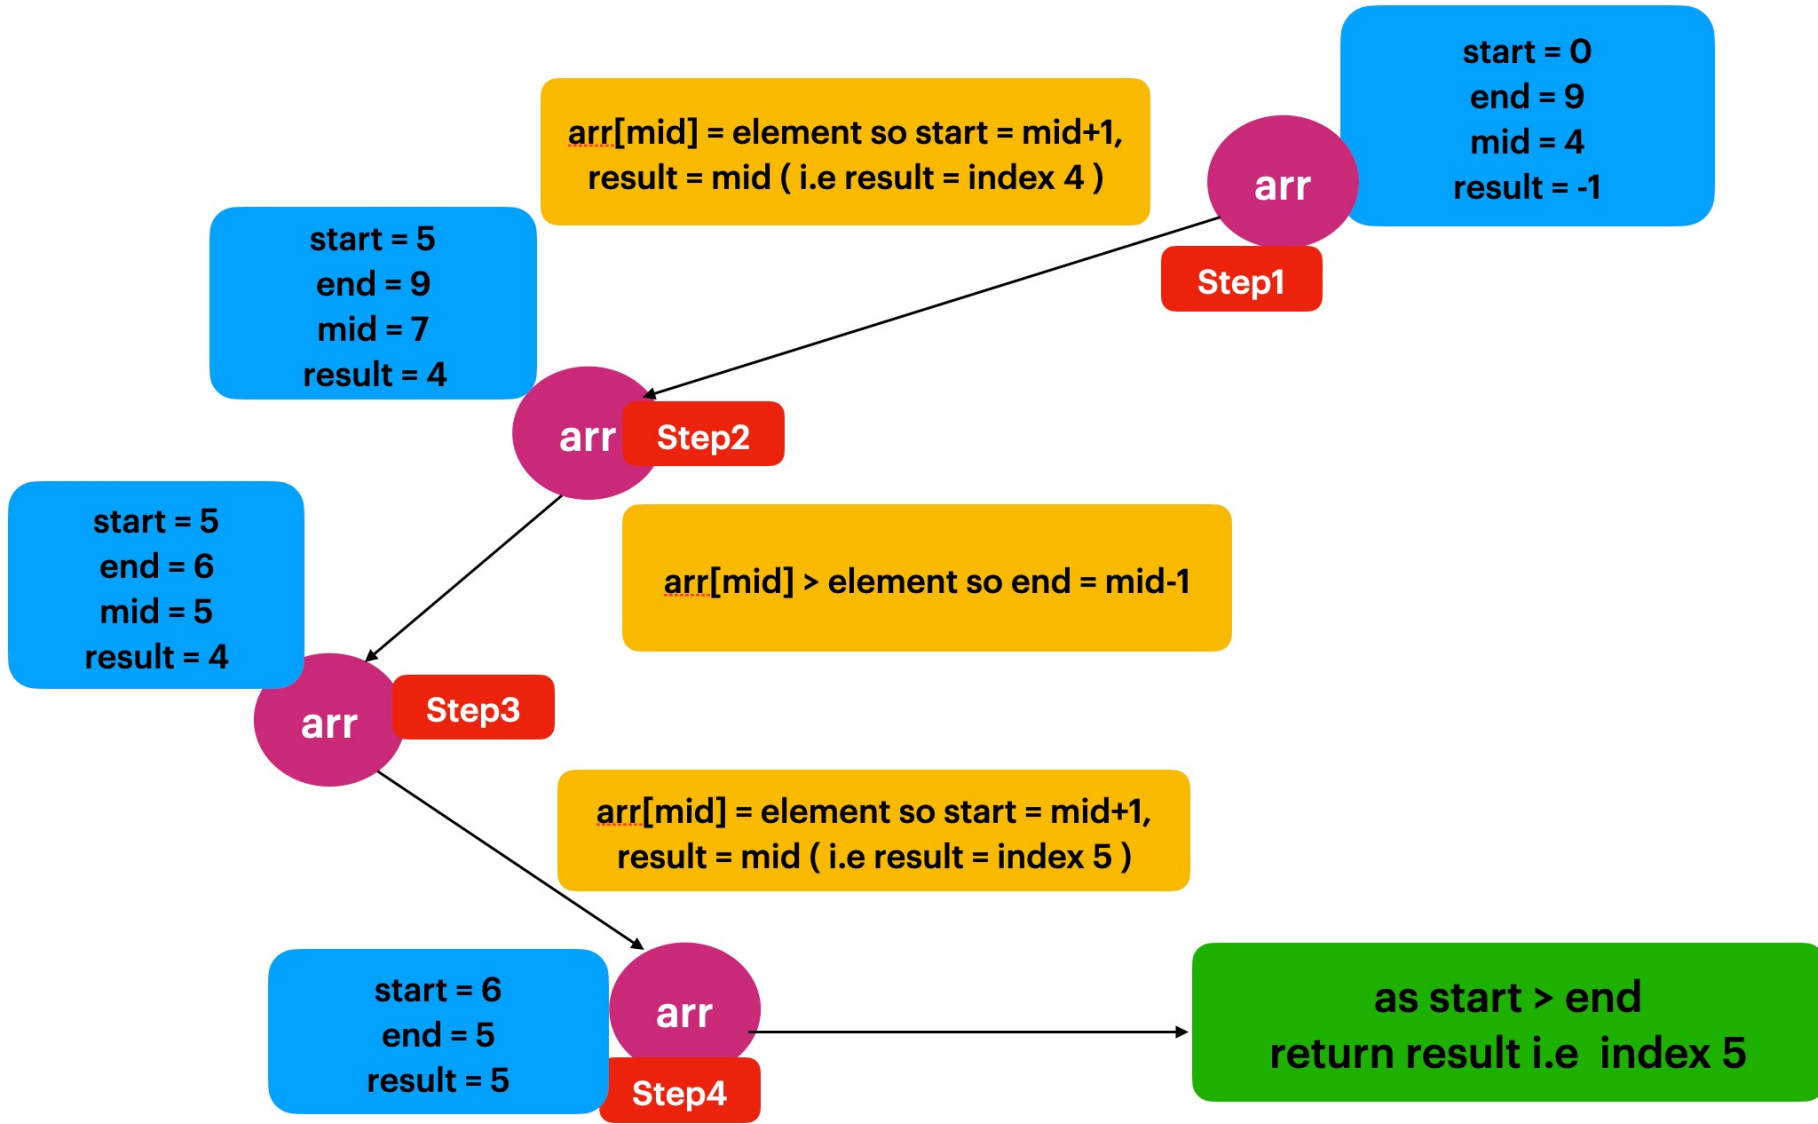 start = 0
end = 9
mid = 4
result = -1
arr
Step1
arr[mid] = element so start = mid+1,
result = mid ( i.e result = index 4 )
start = 5
end = 9
mid = 7
result = 4
arr
Step2
arr[mid] > element so end = mid-1
start = 5
end = 6
mid = 5
result = 4
arr
Step3
arr[mid] = element so start = mid+1,
result = mid ( i.e result = index 5 )
start = 6
end = 5
result = 5
arr
Step4
as start > end
return result i.e index 5